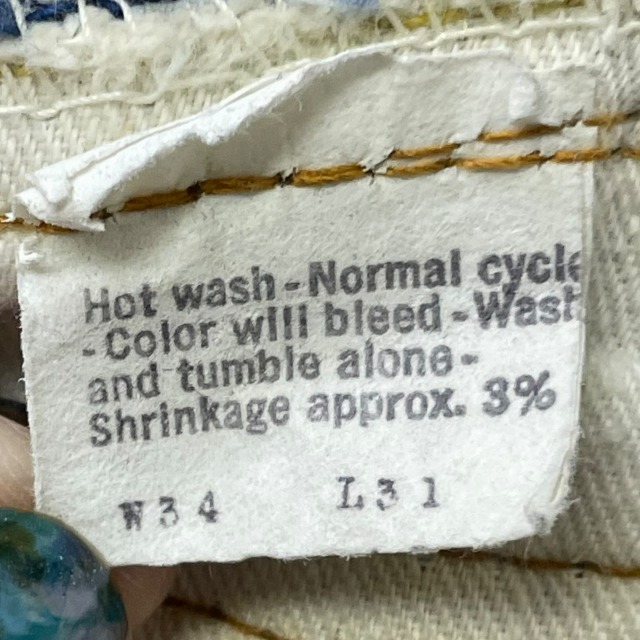 Hot wash-Normal cycle
-Color will bleed-Wash
and tumble alone-
Shrinkage approx. 3%
W34 L31